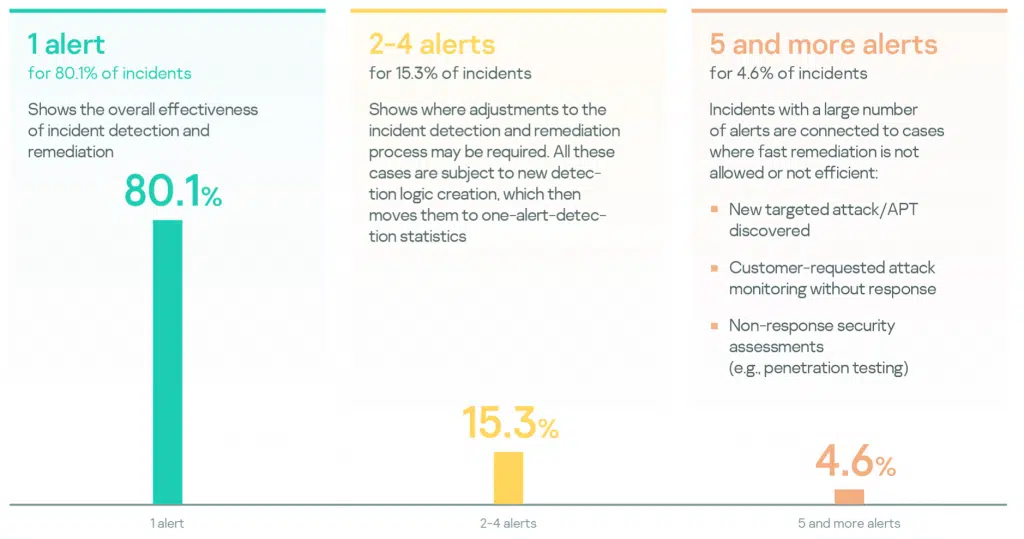 1 alert
for 80.1% of incidents
Shows the overall effectiveness
of incident detection and
remediation
80.1%
2-4 alerts
for 15.3% of incidents
Shows where adjustments to the
incident detection and remediation
process may be required. All these
cases are subject to new detec-
tion logic creation, which then
moves them to one-alert-detec-
tion statistics
15.3%
5 and more alerts
for 4.6% of incidents
Incidents with a large number
of alerts are connected to cases
where fast remediation is not
allowed or not efficient:
New targeted attack/APT
discovered
Customer-requested attack
monitoring without response
Non-response security
assessments
(e.g., penetration testing)
4.6%
1 alert
2-4 alerts
5 and more alerts